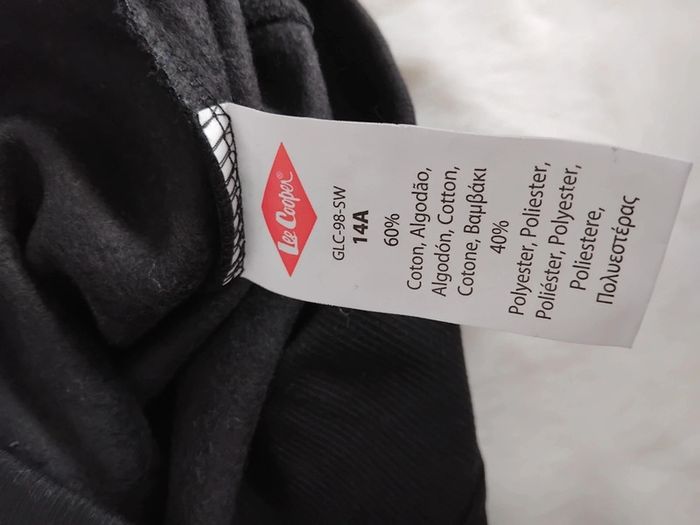 Lee Cooper®
GLC-98-SW
14A
60%
Coton, Algodão,
Algodón, Cotton,
Cotone, Βαμβάκι
40%
Polyester, Poliester,
Poliéster, Polyester,
Poliestere,
Πολυεστέρας